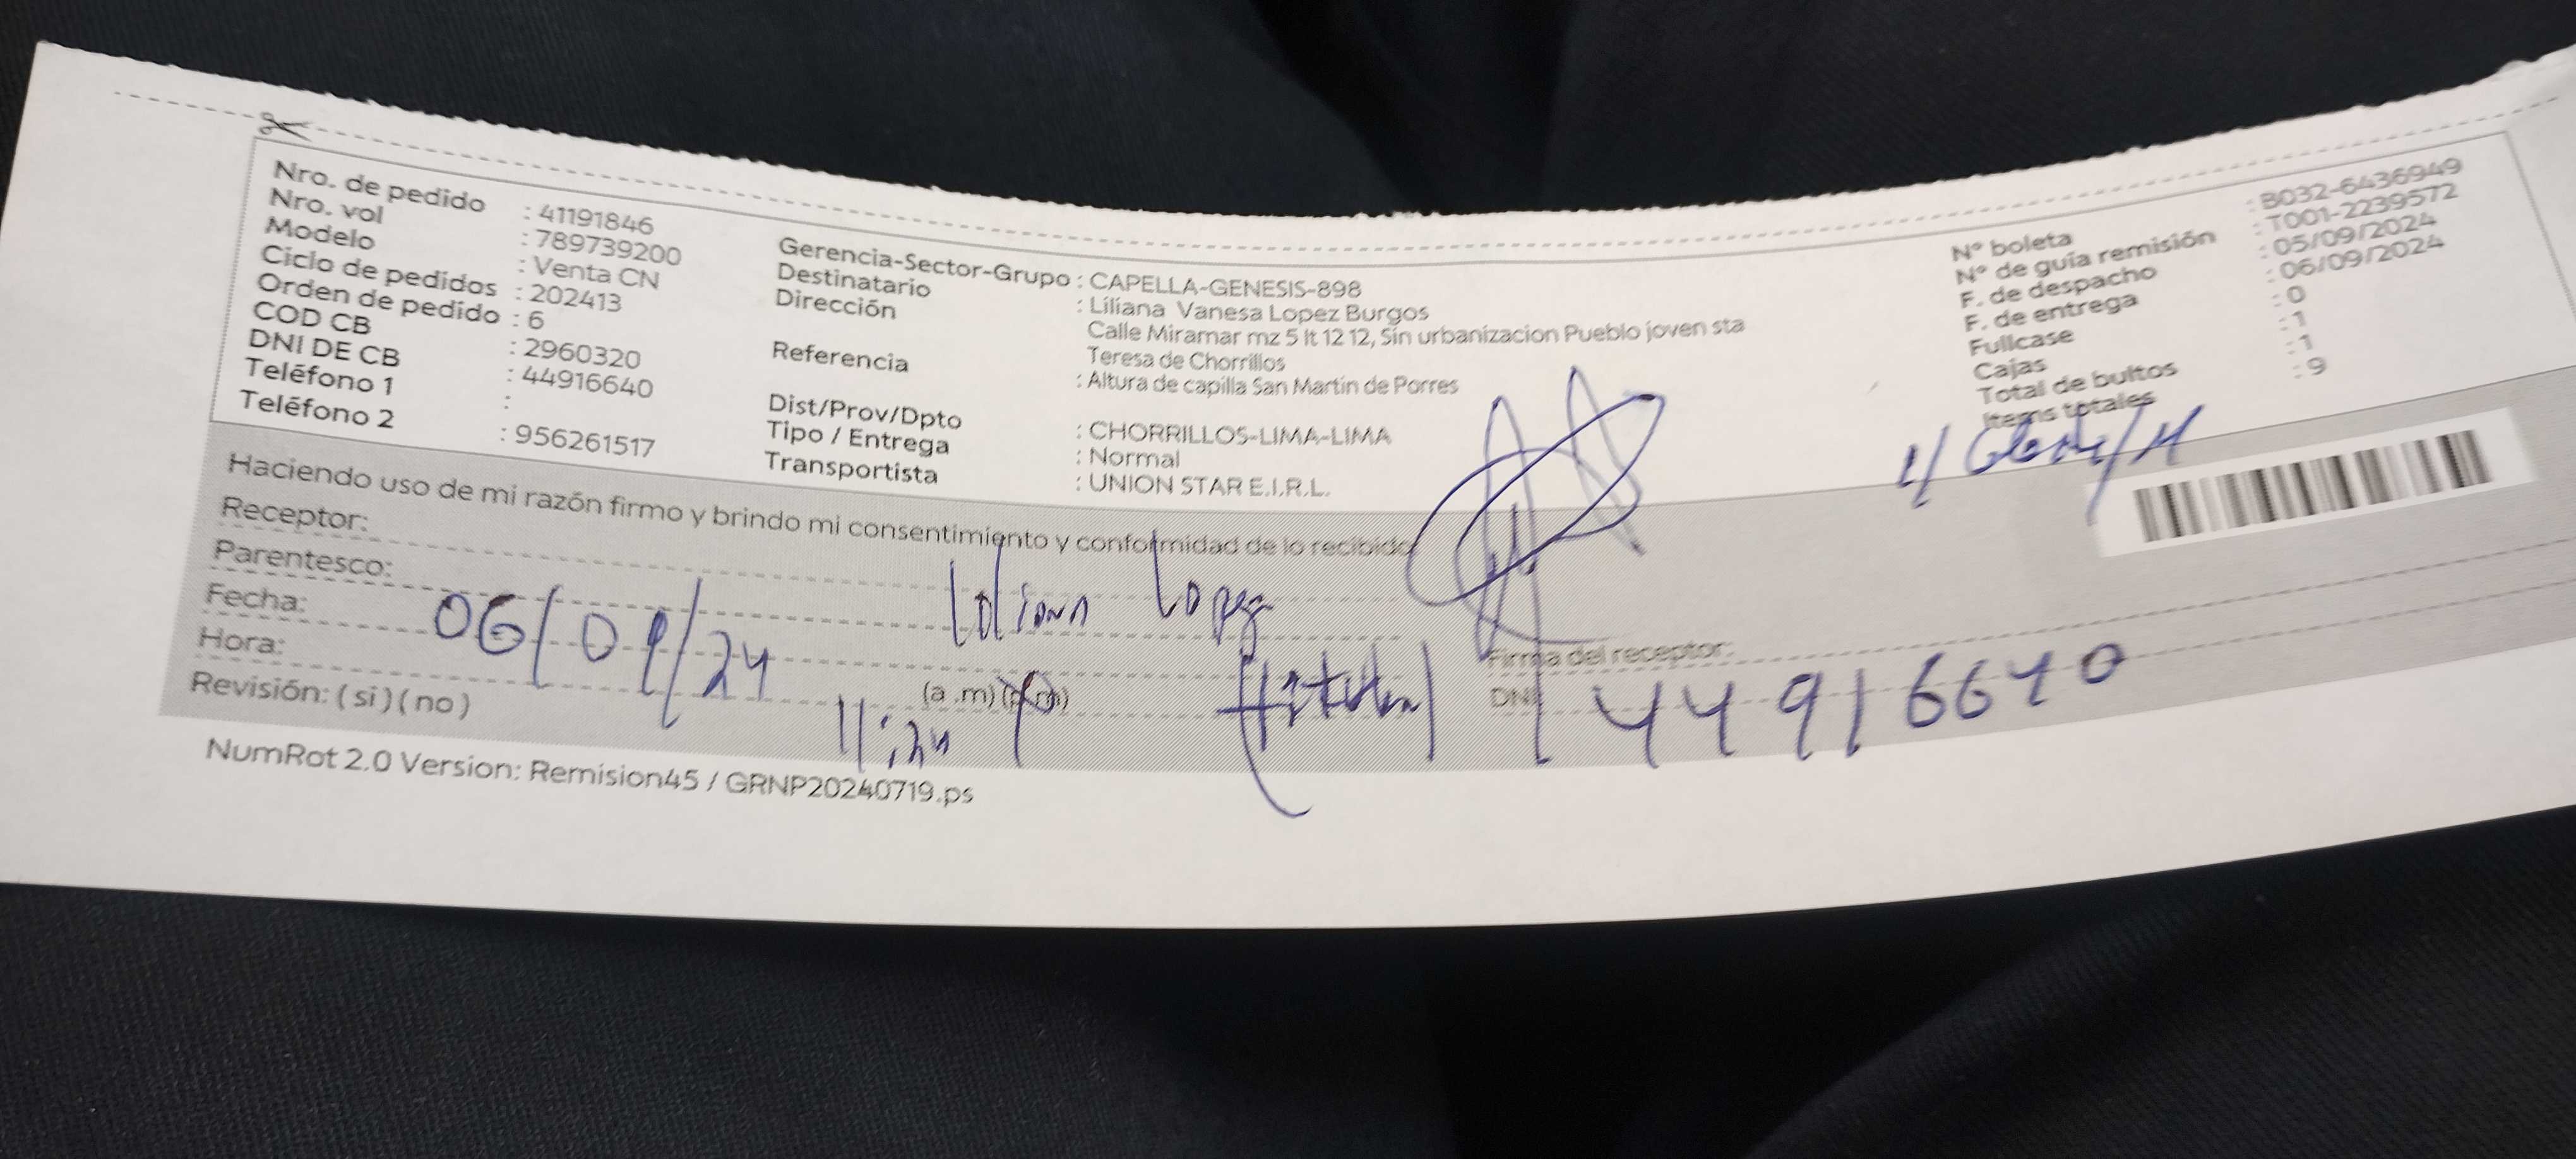 Nro. de pedido : 41191846
Nro. vol : 789739200
Modelo : Venta CN
Ciclo de pedidos : 202413
Orden de pedido : 6
COD CB : 2960320
DNI DE CB : 44916640
Teléfono 1 :
Teléfono 2 : 956261517
Gerencia-Sector-Grupo : CAPELLA-GENESIS-898
Destinatario : Liliana Vanesa Lopez Burgos
Dirección Calle Miramar mz 5 lt 12 12, Sin urbanizacion Pueblo joven sta
Teresa de Chorrillos
Referencia : Altura de capilla San Martin de Porres
Dist/Prov/Dpto : CHORRILLOS-LIMA-LIMA
Tipo / Entrega : Normal
Transportista : UNION STAR E.I.R.L.
N° boleta : B032-6436949
N° de guía remisión : T001-2239572
F. de despacho : 05/09/2024
F. de entrega : 06/09/2024
Fullcase : 0
Cajas : 1
Total de bultos : 1
Items totales : 9
Haciendo uso de mi razón firmo y brindo mi consentimiento y conformidad de lo recibido.
Receptor: Liliana Lopez
Parentesco: (titular)
Fecha: 06/09/24
Hora: 11:24 (a .m) (p.m)
Revisión: ( si ) ( no )
Firma del receptor:
DNI 44916640
NumRot 2.0 Version: Remision45 / GRNP20240719.ps